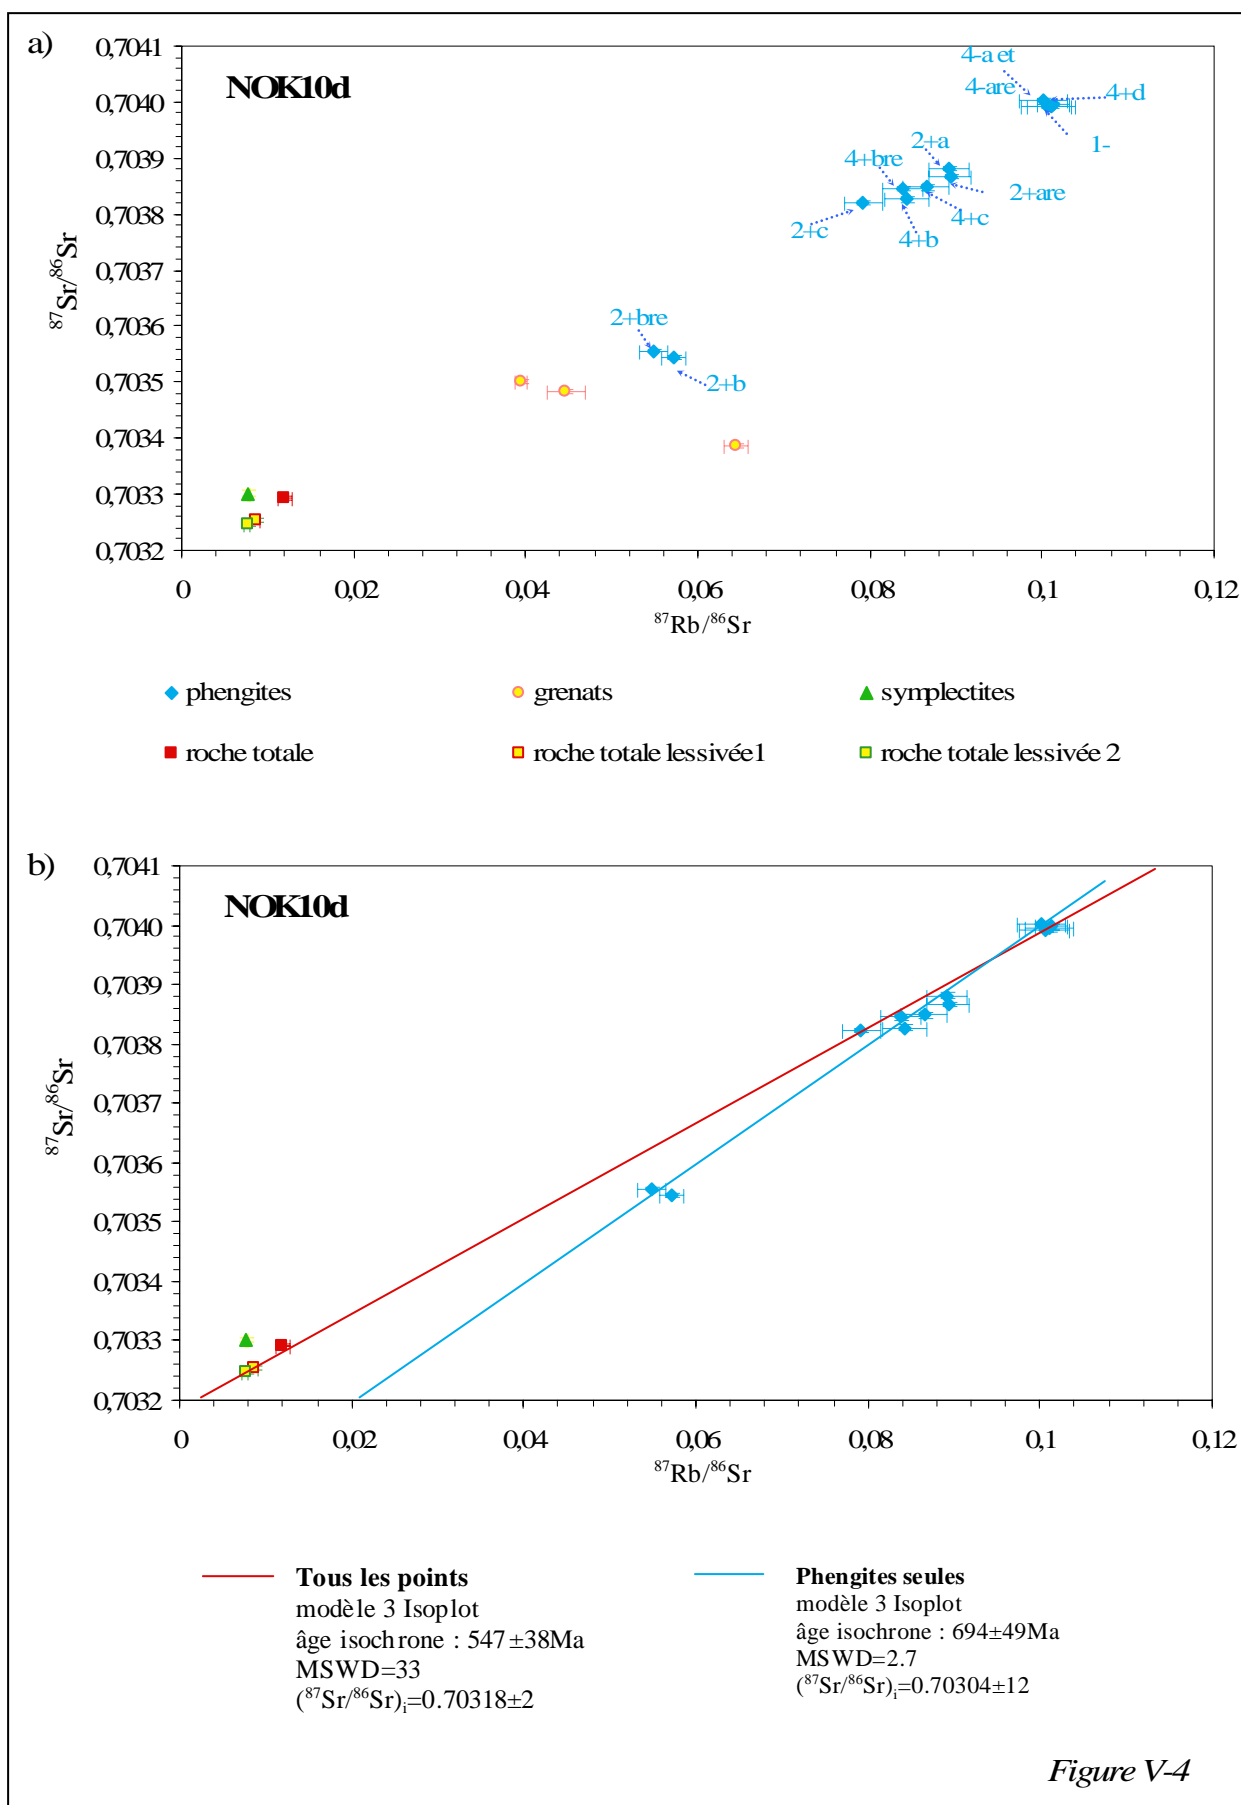 a)
NOK10d
0,7041
0,7040
0,7039
0,7038
0,7037
0,7036
0,7035
0,7034
0,7033
0,7032
⁸⁷Sr/⁸⁶Sr
4-a et
4-are
4+d
1-
2+a
4+bre
2+are
4+c
4+b
2+c
2+bre
2+b
0 0,02 0,04 0,06 0,08 0,1 0,12
⁸⁷Rb/⁸⁶Sr
phengites grenats symplectites
roche totale roche totale lessivée1 roche totale lessivée 2
b)
NOK10d
0,7041
0,7040
0,7039
0,7038
0,7037
0,7036
0,7035
0,7034
0,7033
0,7032
⁸⁷Sr/⁸⁶Sr
0 0,02 0,04 0,06 0,08 0,1 0,12
⁸⁷Rb/⁸⁶Sr
Tous les points
modèle 3 Isoplot
âge isochrone : 547±38Ma
MSWD=33
(⁸⁷Sr/⁸⁶Sr)ᵢ=0.70318±2
Phengites seules
modèle 3 Isoplot
âge isochrone : 694±49Ma
MSWD=2.7
(⁸⁷Sr/⁸⁶Sr)ᵢ=0.70304±12
Figure V-4